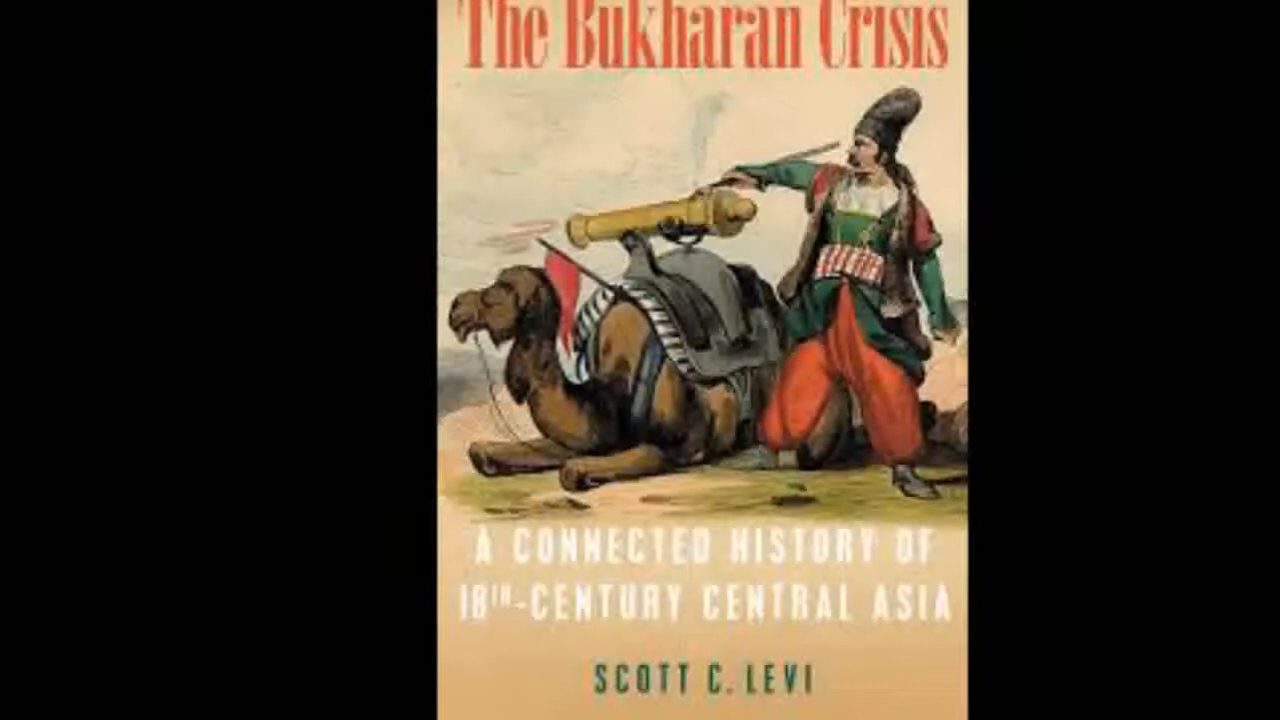 The Bukharan Crisis
A CONNECTED HISTORY OF
18TH-CENTURY CENTRAL ASIA
SCOTT C. LEVI